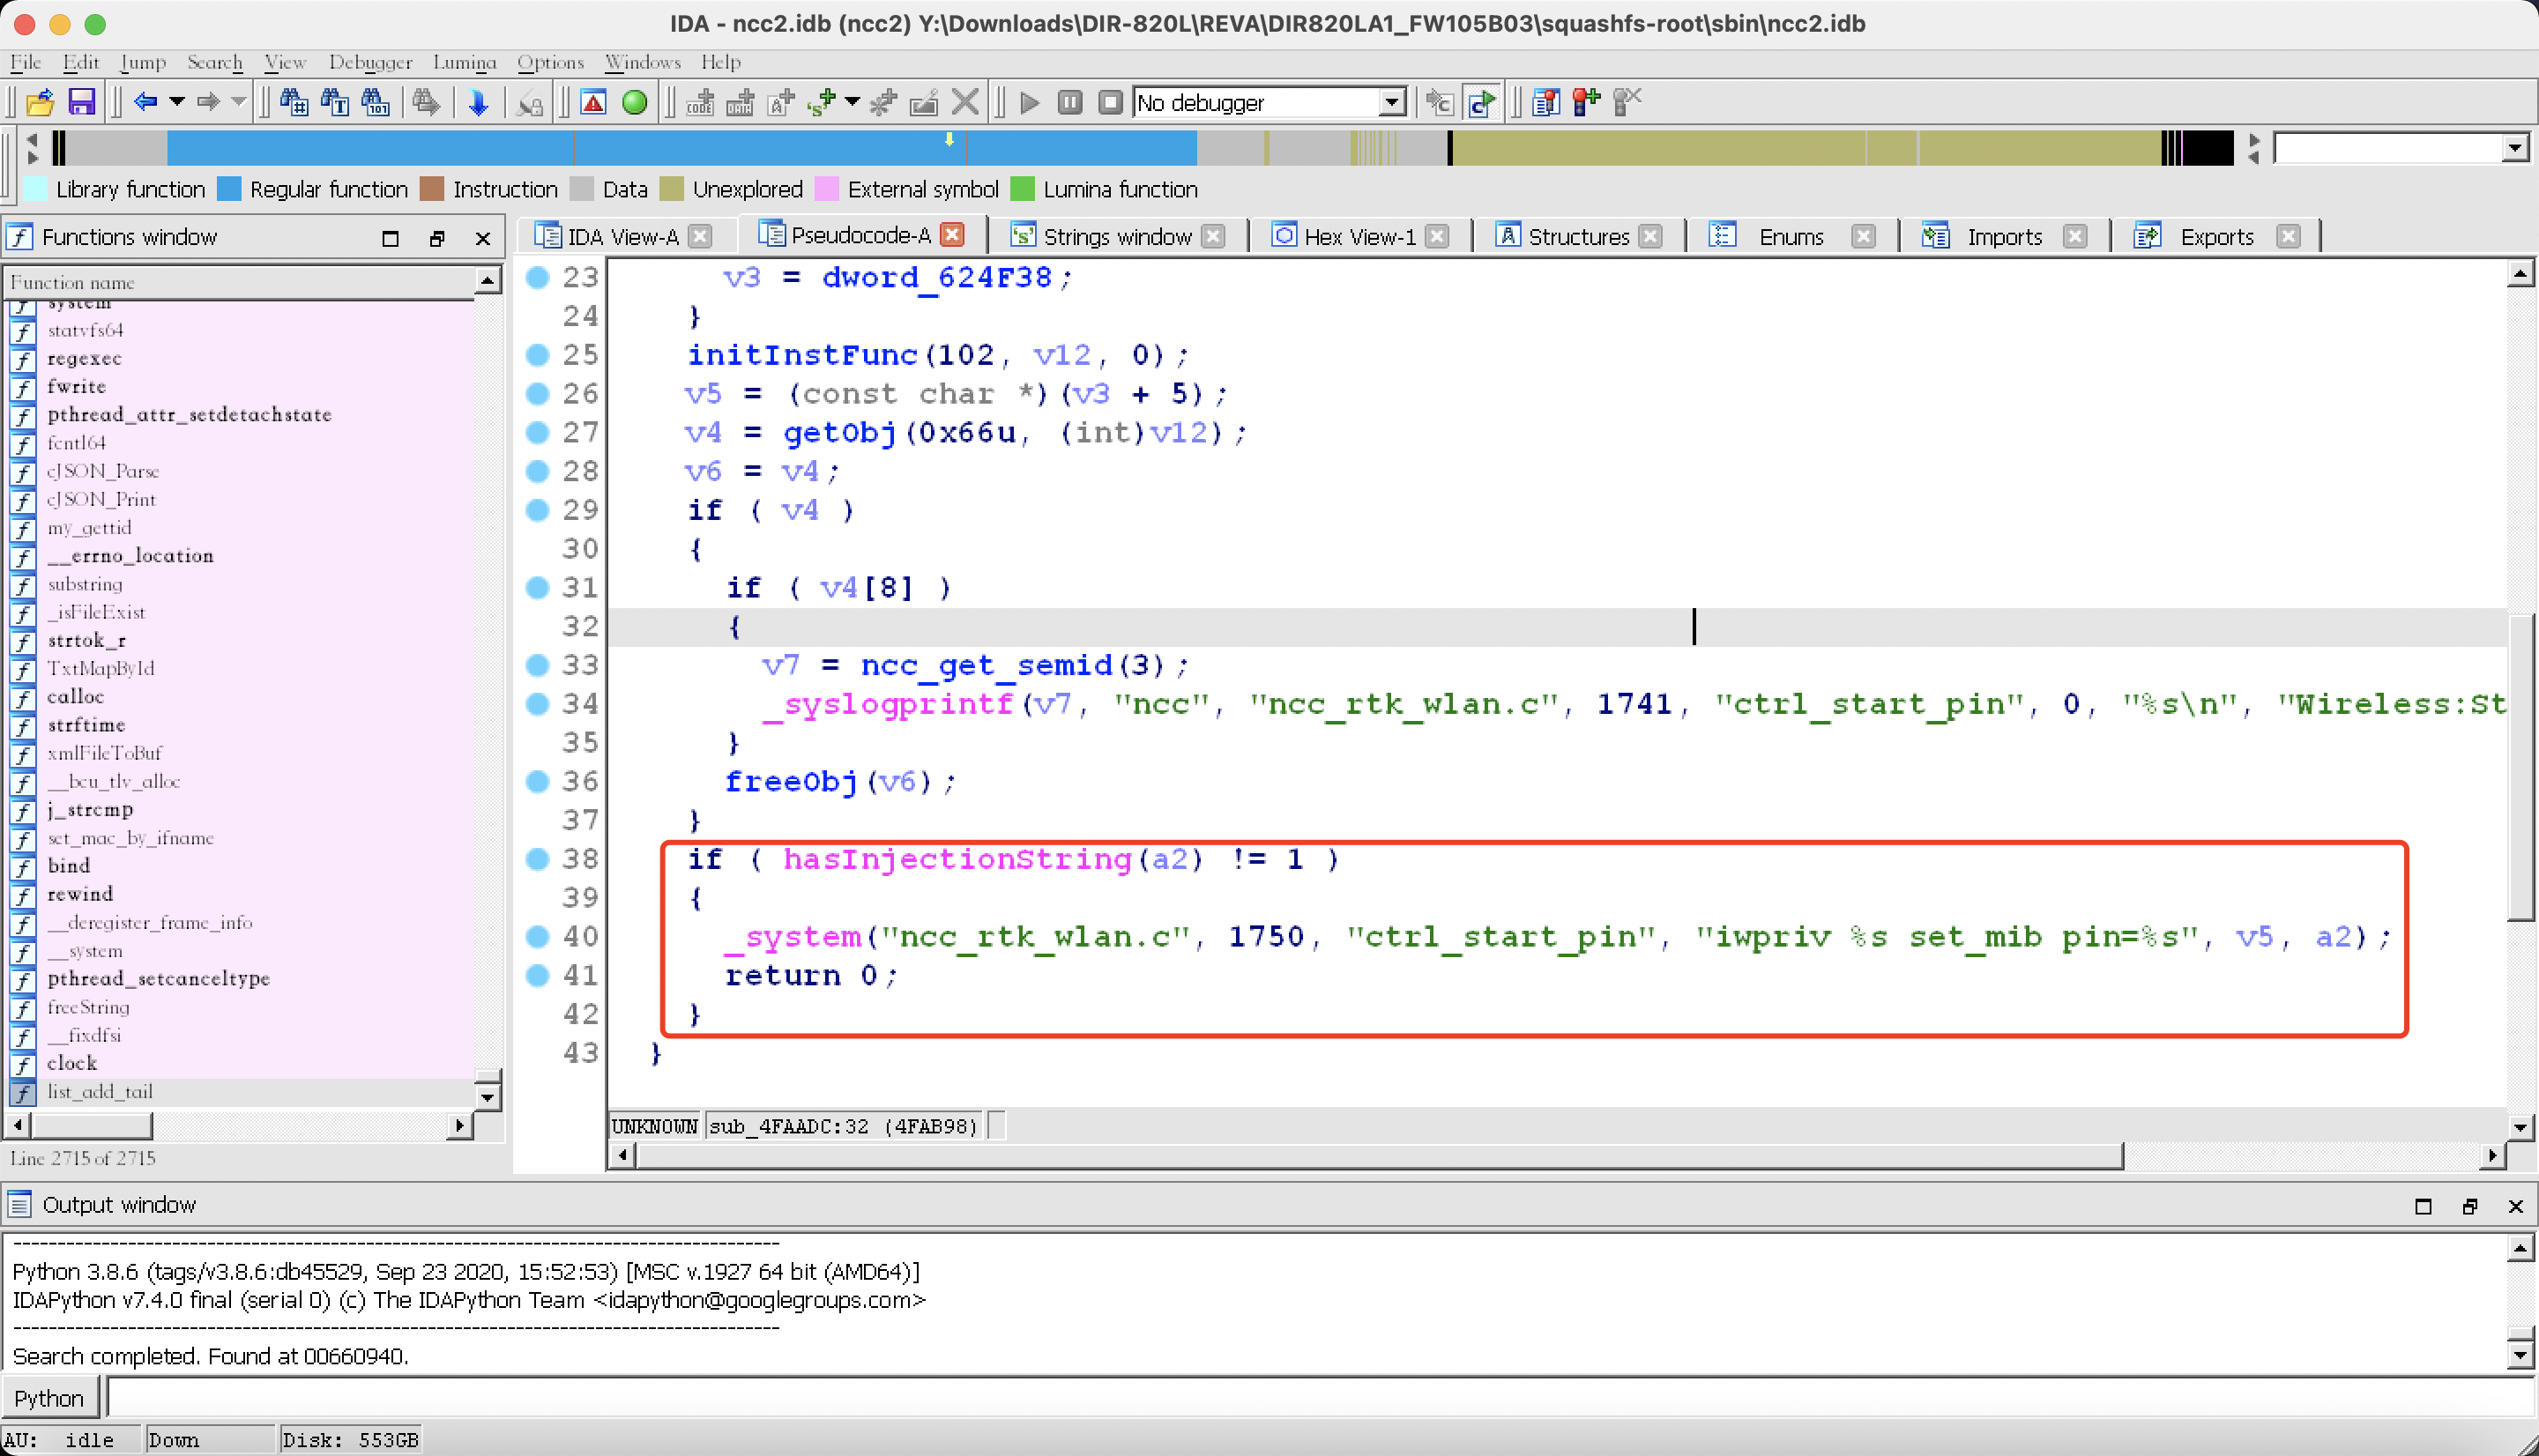 IDA - ncc2.idb (ncc2) Y:\Downloads\DIR-820L\REVA\DIR820LA1_FW105B03\squashfs-root\sbin\ncc2.idb
File Edit Jump Search View Debugger Lumina Options Windows Help
No debugger
Library function Regular function Instruction Data Unexplored External symbol Lumina function
Functions window
IDA View-A Pseudocode-A Strings window Hex View-1 Structures Enums Imports Exports
Function name
system
statvfs64
regexec
fwrite
pthread_attr_setdetachstate
fcntl64
cJSON_Parse
cJSON_Print
my_gettid
__errno_location
substring
_isFileExist
strtok_r
TxtMapById
calloc
strftime
xmlFileToBuf
__bcu_tlv_alloc
j_strcmp
set_mac_by_ifname
bind
rewind
__deregister_frame_info
__system
pthread_setcanceltype
freeString
__fixdfsi
clock
list_add_tail
Line 2715 of 2715
23 v3 = dword_624F38;
24 }
25 initInstFunc(102, v12, 0);
26 v5 = (const char *)(v3 + 5);
27 v4 = getObj(0x66u, (int)v12);
28 v6 = v4;
29 if ( v4 )
30 {
31 if ( v4[8] )
32 {
33 v7 = ncc_get_semid(3);
34 _syslogprintf(v7, "ncc", "ncc_rtk_wlan.c", 1741, "ctrl_start_pin", 0, "%s\n", "Wireless:St
35 }
36 freeObj(v6);
37 }
38 if ( hasInjectionString(a2) != 1 )
39 {
40 _system("ncc_rtk_wlan.c", 1750, "ctrl_start_pin", "iwpriv %s set_mib pin=%s", v5, a2);
41 return 0;
42 }
43 }
UNKNOWN sub_4FAADC:32 (4FAB98)
Output window
Python 3.8.6 (tags/v3.8.6:db45529, Sep 23 2020, 15:52:53) [MSC v.1927 64 bit (AMD64)]
IDAPython v7.4.0 final (serial 0) (c) The IDAPython Team <idapython@googlegroups.com>
Search completed. Found at 00660940.
Python
AU: idle Down Disk: 553GB